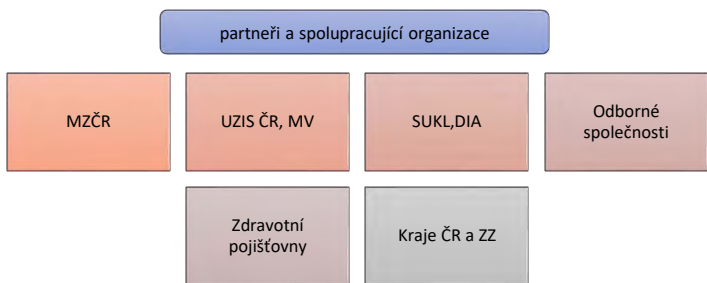 partneři a spolupracující organizace
MZČR
UZIS ČR, MV
SUKL,DIA
Odborné
společnosti
Zdravotní
pojišťovny
Kraje ČR a ZZ